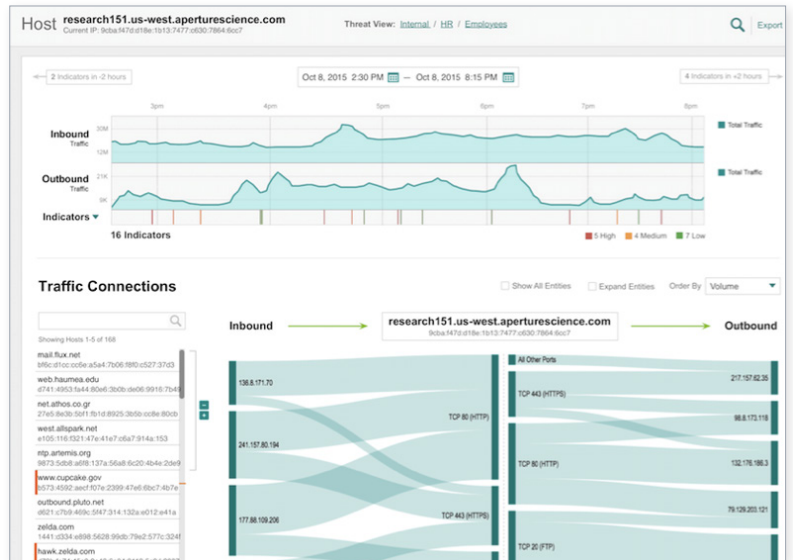 Host research151.us-west.aperturescience.com
Current IP: 9cba:f47d:d18e:1b13:7477:c630:7864:6cc7
Threat View: Internal / HR / Employees
Export
2 Indicators in -2 hours
Oct 8, 2015 2:30 PM — Oct 8, 2015 8:15 PM
4 Indicators in +2 hours
3pm 4pm 5pm 6pm 7pm 8pm
Inbound
Traffic
30M
12M
Total Traffic
Outbound
Traffic
21K
9K
Total Traffic
Indicators
16 Indicators
5 High 4 Medium 7 Low
Traffic Connections
Show All Entities Expand Entities Order By Volume
Showing Hosts 1-5 of 168
Inbound
research151.us-west.aperturescience.com
9cba:f47d:d18e:1b13:7477:c630:7864:6cc7
Outbound
mail.flux.net
bf6c:d1cc:cc6e:a5a4:7b06:f8f0:c527:37d3
web.haumea.edu
d741:4953:fa44:80e6:3b0b:de06:9916:7b48
net.athos.co.gr
27e5:8e3b:5bf1:fb1d:8925:3b5b:cc8e:80cb
west.allspark.net
e105:116:f321:47e:41e7:c6a7:914a:153
ntp.artemis.org
9873:5db8:a6f8:137a:56a8:6c20:4b4e:2de9
www.cupcake.gov
b573:4592:aecf:f07e:2399:47e6:6bc7:4b7e
outbound.pluto.net
d621:c7b9:469c:5f47:314:132a:e012:e41a
zelda.com
1441:d334:e898:5628:99db:79e2:577c:324f
hawk.zelda.com
136.8.171.70
241.157.80.194
177.88.109.206
TCP 80 (HTTP)
TCP 443 (HTTPS)
All Other Ports
TCP 443 (HTTPS)
TCP 80 (HTTP)
TCP 20 (FTP)
217.157.62.35
98.8.173.118
132.176.186.3
79.129.203.121